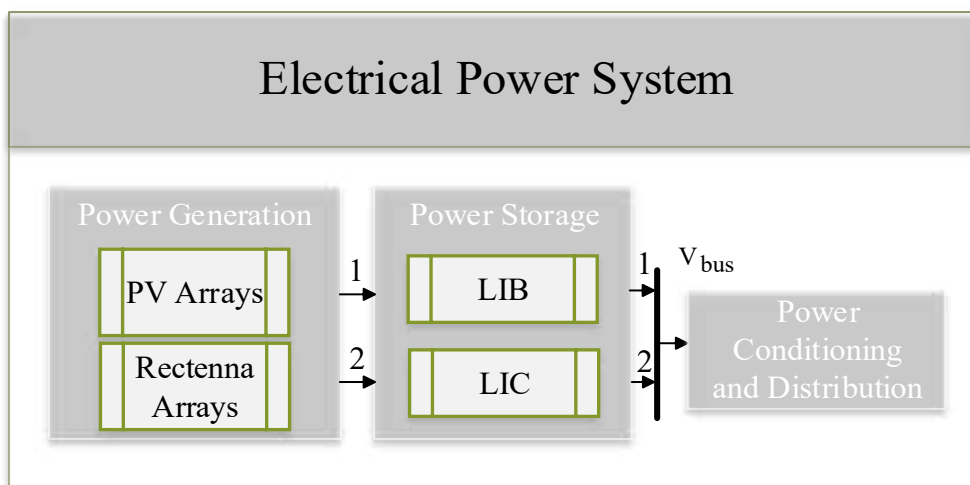 Electrical Power System
Power Generation
PV Arrays
Rectenna
Arrays
1
2
Power Storage
LIB
LIC
1
2
Vbus
Power
Conditioning
and Distribution